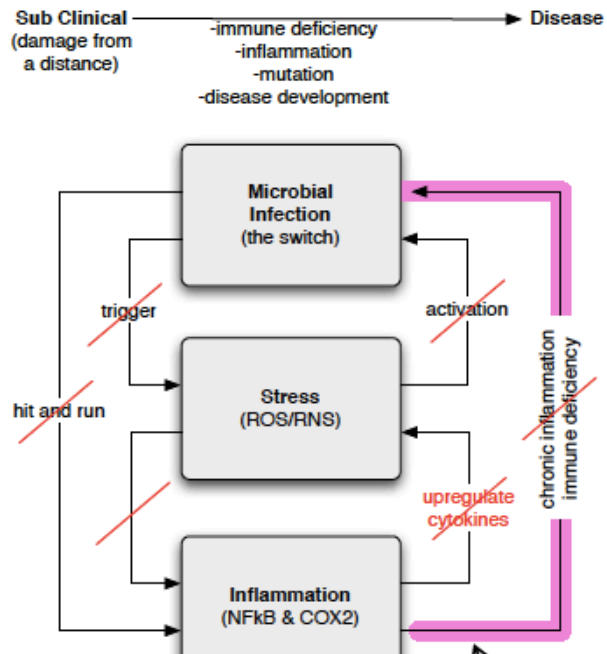 Sub Clinical
(damage from
a distance)
-immune deficiency
-inflammation
-mutation
-disease development
Disease
Microbial
Infection
(the switch)
trigger
activation
hit and run
Stress
(ROS/RNS)
chronic inflammation
immune deficiency
upregulate
cytokines
Inflammation
(NFkB & COX2)